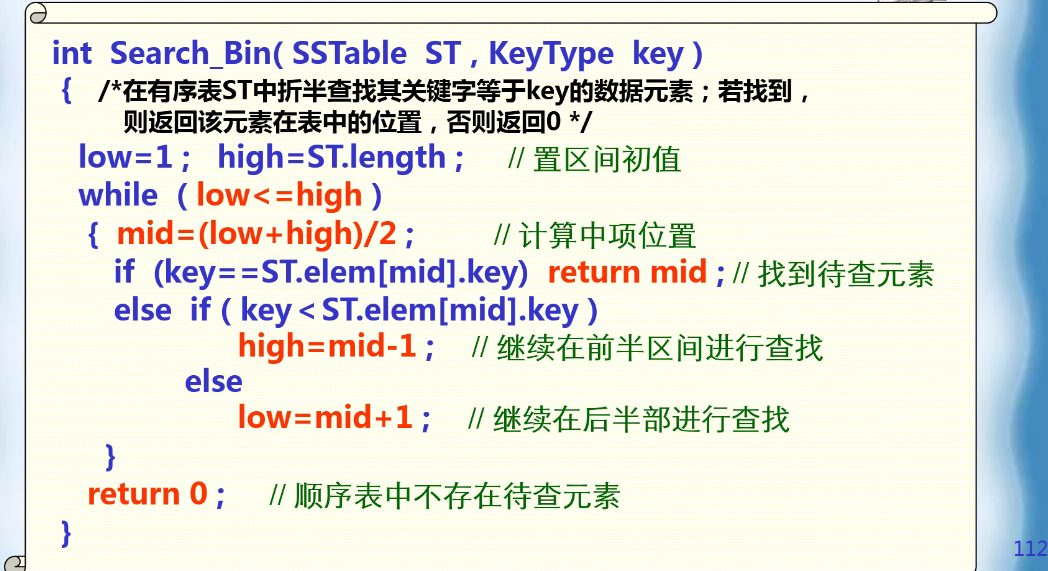 int Search_Bin( SSTable ST , KeyType key )
{ /*在有序表ST中折半查找其关键字等于key的数据元素；若找到，
则返回该元素在表中的位置，否则返回0 */
low=1 ; high=ST.length ; // 置区间初值
while ( low<=high )
{ mid=(low+high)/2 ; // 计算中项位置
if (key==ST.elem[mid].key) return mid ; // 找到待查元素
else if ( key < ST.elem[mid].key )
high=mid-1 ; // 继续在前半区间进行查找
else
low=mid+1 ; // 继续在后半部进行查找
}
return 0 ; // 顺序表中不存在待查元素
}
112